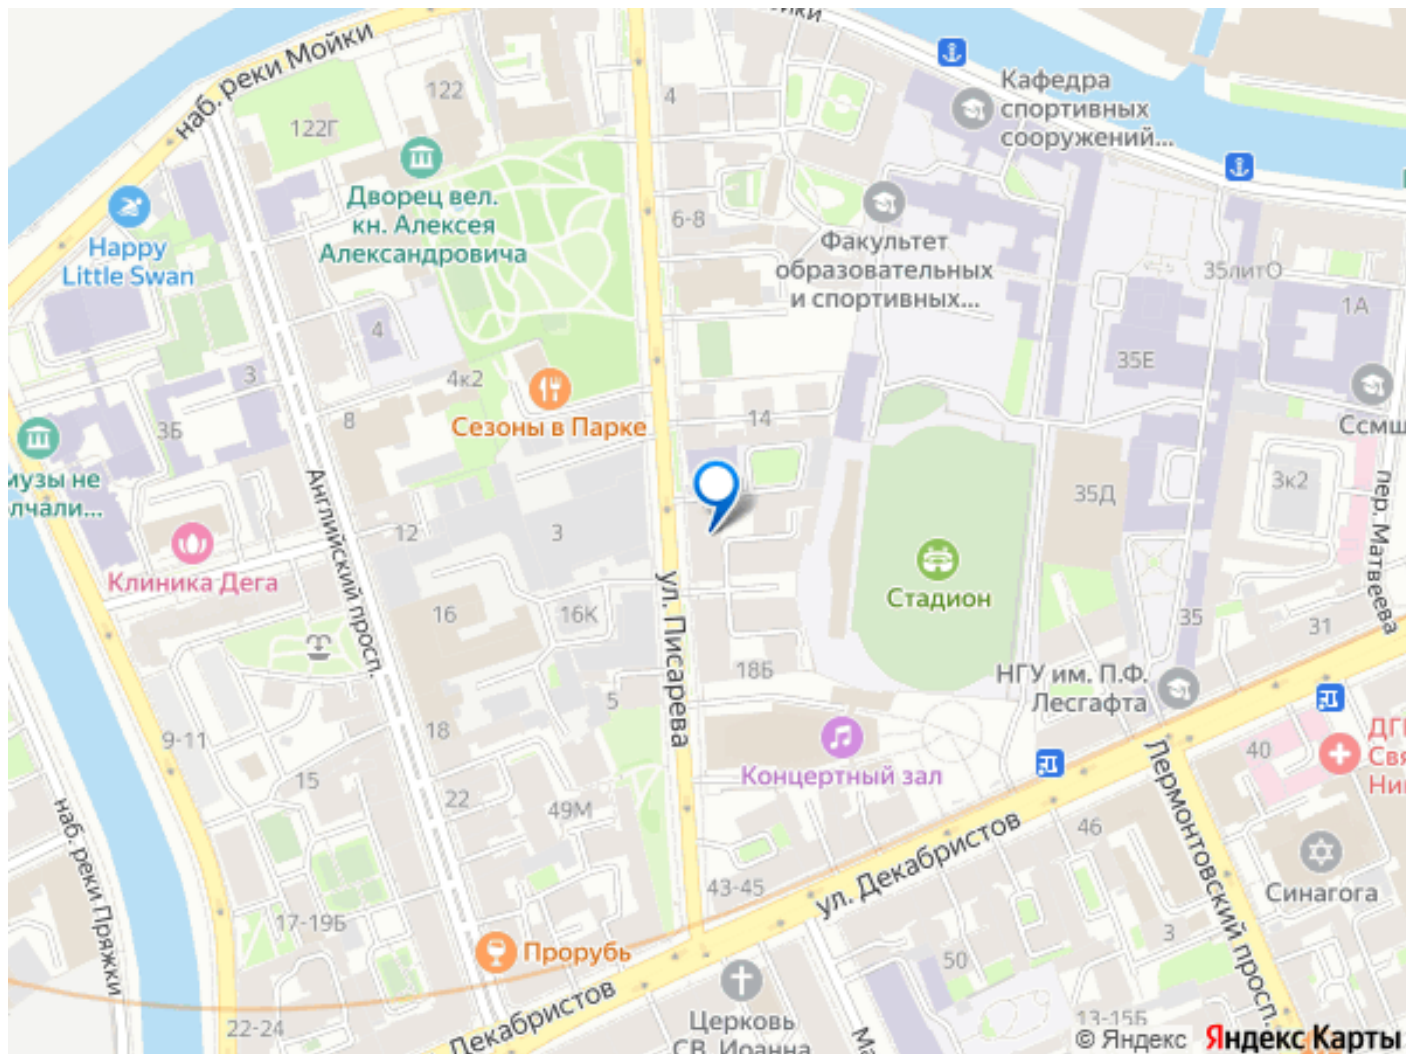 наб. реки Мойки
122
122Г
4
Кафедра
спортивных
сооружений...
Дворец вел.
кн. Алексея
Александровича
Happy
Little Swan
6-8
Факультет
образовательных
и спортивных...
35литО
1А
4
35Е
3
4к2
8
Сезоны в Парке
14
Ссмш
3Б
музы не
Английский просп.
12
3
35Д
3к2
пер. Матвеева
Клиника Дега
16
16К
ул. Писарева
Стадион
35
31
18Б
НГУ им. П.Ф.
Лесгафта
5
9-11
18
15
22
49М
Концертный зал
40
Лермонтовский просп.
46
наб. реки Пряжки
43-45
ул. Декабристов
Синагога
17-19Б
Прорубь
3
50
22-24
Декабристов
Церковь
СВ. Иоанна
13-15Б
© Яндекс Яндекс Карты